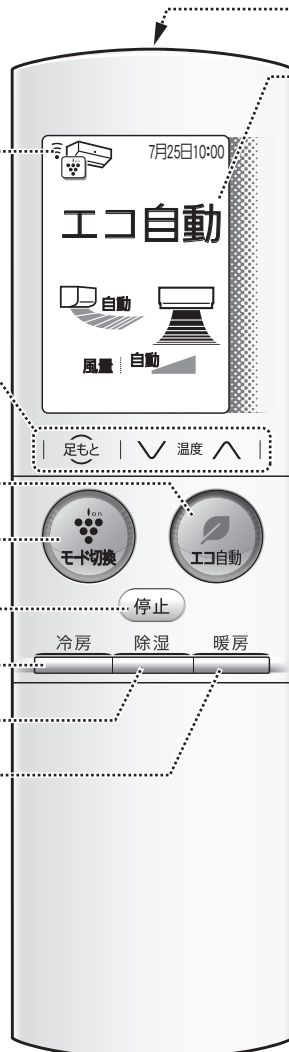 7月25日10:00
エコ自動
自動
風量 自動
足もと 温度
ion
モード切換 エコ自動
停止
冷房 除湿 暖房